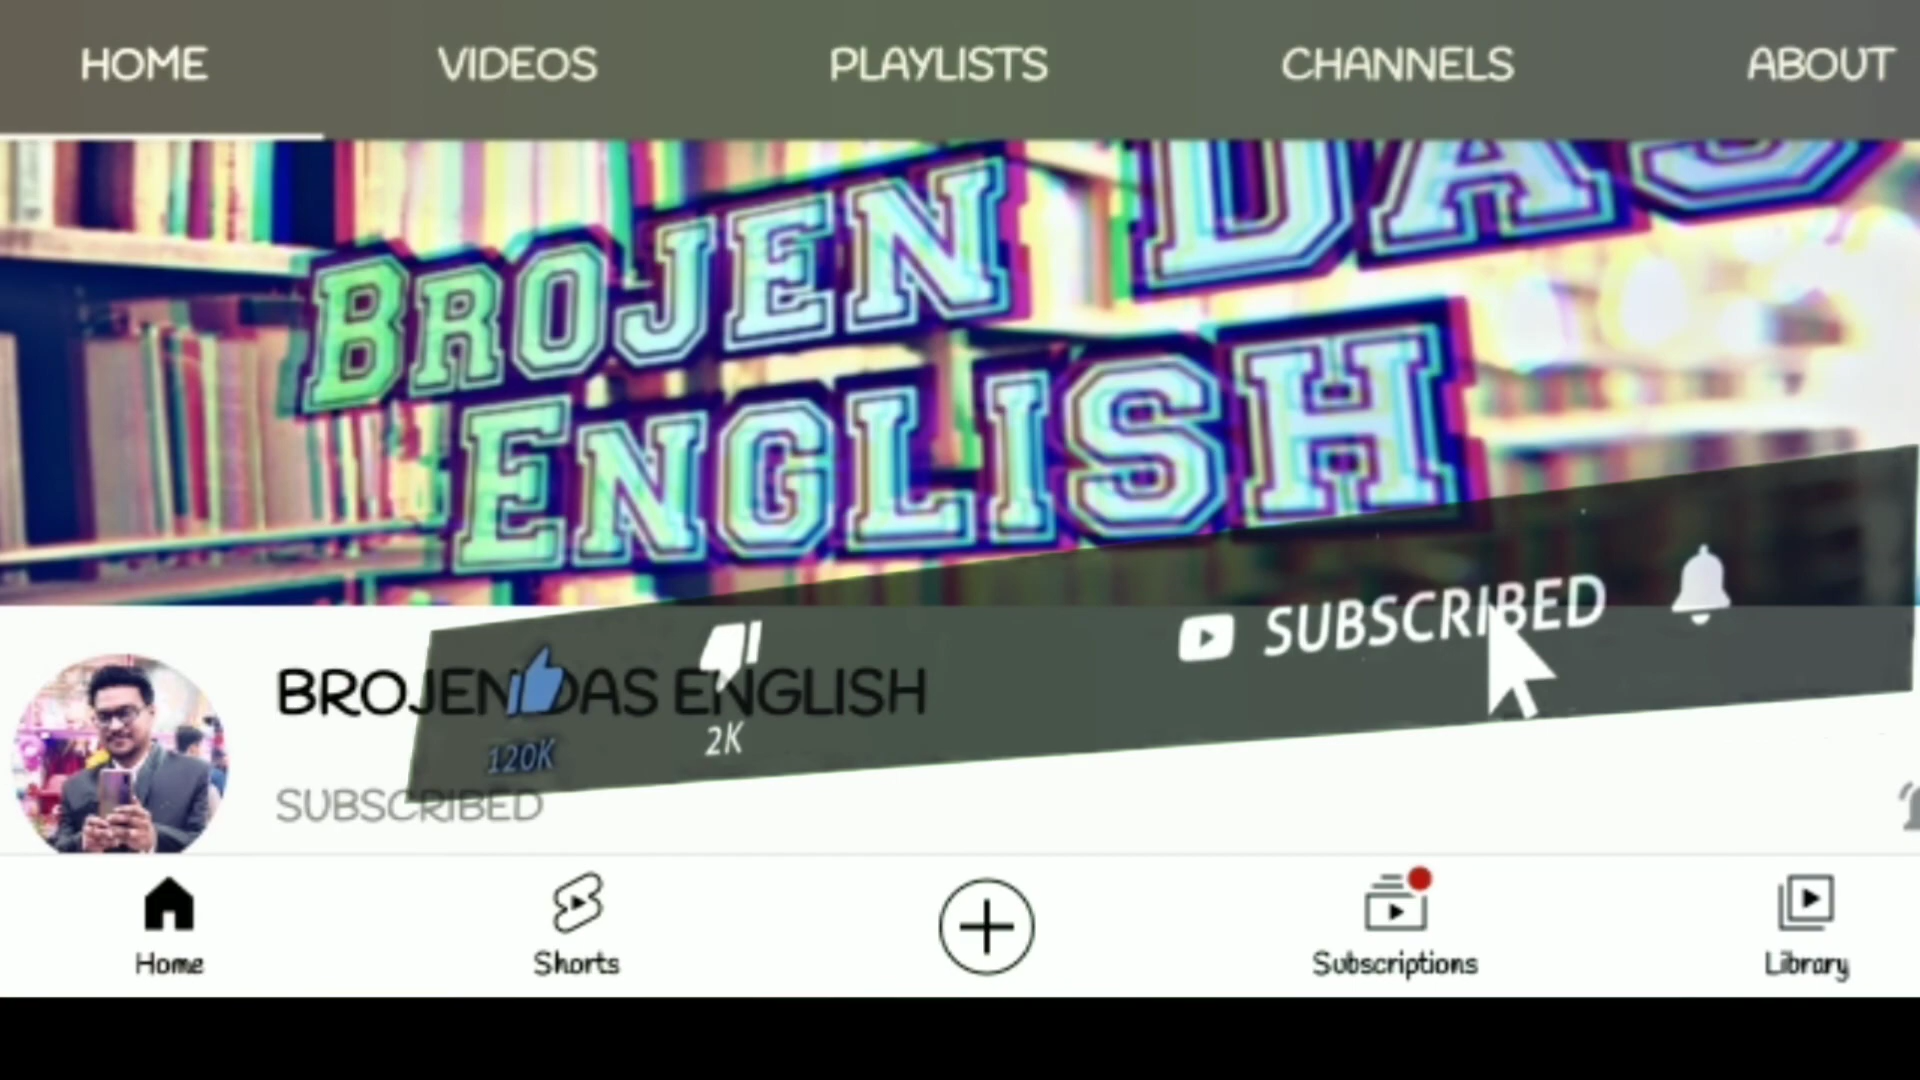 HOME VIDEOS PLAYLISTS CHANNELS ABOUT
BROJEN DAS
ENGLISH
SUBSCRIBED
BROJEN DAS ENGLISH
120K 2K
SUBSCRIBED
Home Shorts Subscriptions Library